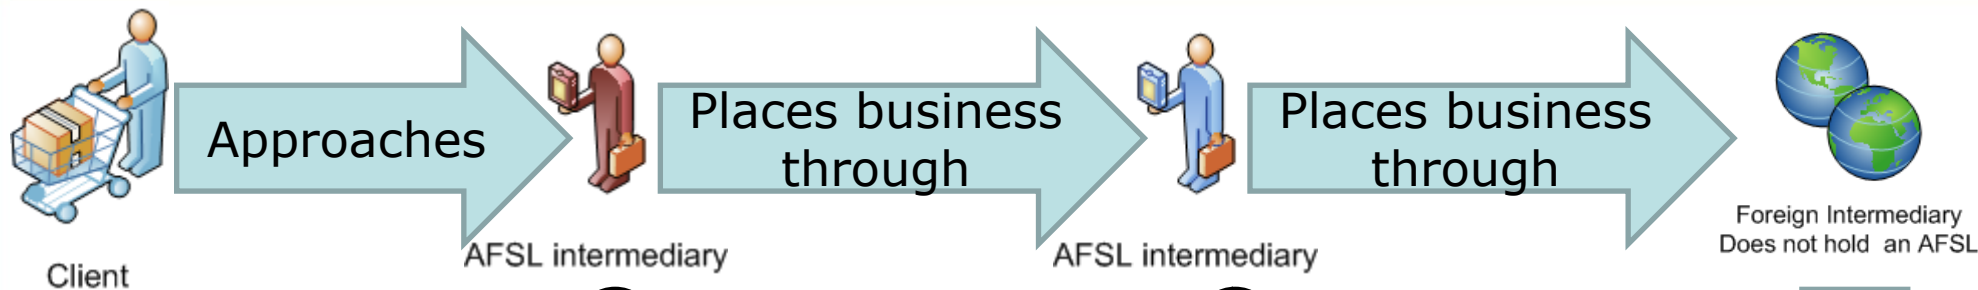 Approaches
Places business
through
Places business
through
Client
AFSL intermediary
AFSL intermediary
Foreign Intermediary
Does not hold an AFSL